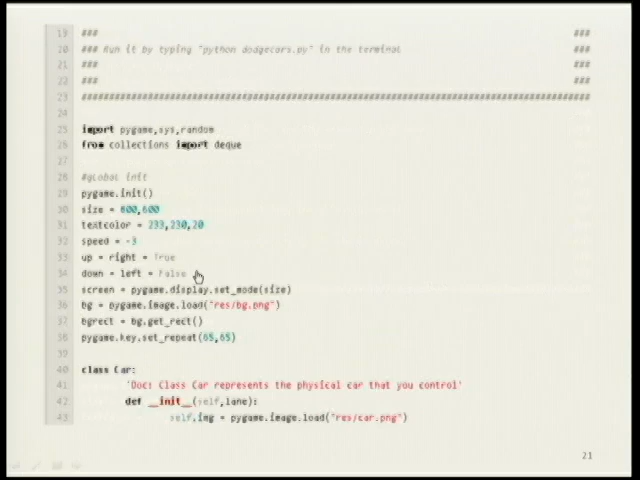 19 ### ###
20 ### Run it by typing "python dodgecars.py" in the terminal ###
21 ### ###
22 ### ###
23 ################################################################################
24
25 import pygame,sys,random
26 from collections import deque
27
28 #global init
29 pygame.init()
30 size = 600,600
31 textcolor = 233,230,20
32 speed = -3
33 up = right = True
34 down = left = False
35 screen = pygame.display.set_mode(size)
36 bg = pygame.image.load("res/bg.png")
37 bgrect = bg.get_rect()
38 pygame.key.set_repeat(65,65)
39
40 class Car:
41 'Doc: Class Car represents the physical car that you control'
42 def __init__(self,lane):
43 self.img = pygame.image.load("res/car.png")
21